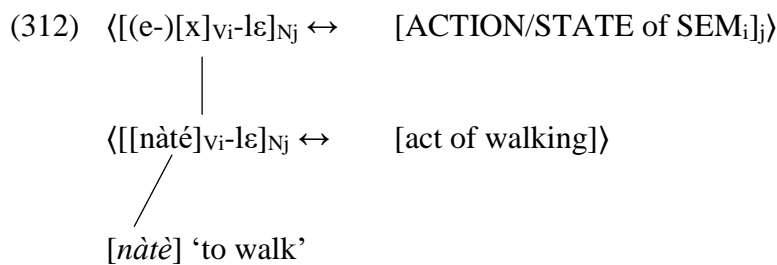 (312) ⟨[(e-)[x]Vi-lɛ]Nj ↔ [ACTION/STATE of SEMi]j⟩
⟨[[nàté]Vi-lɛ]Nj ↔ [act of walking]⟩
[nàtè] ‘to walk’